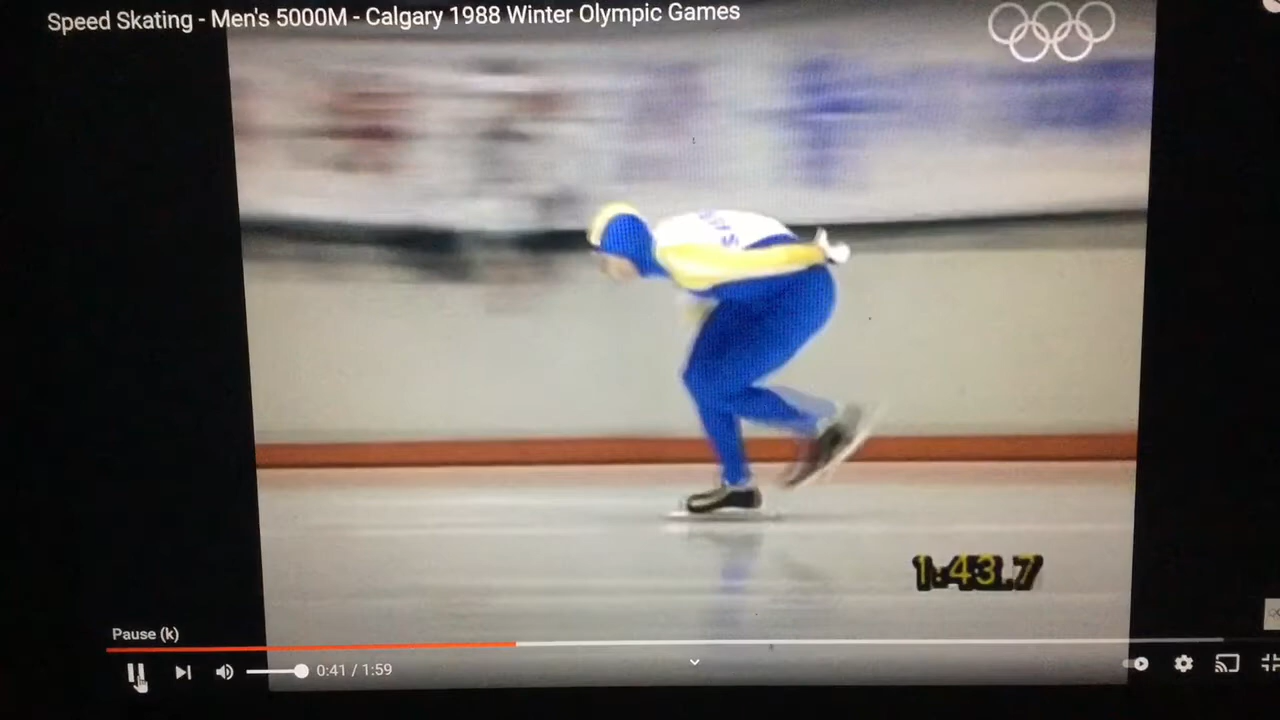 Speed Skating - Men's 5000M - Calgary 1988 Winter Olympic Games
1:43.7
Pause (k)
0:41 / 1:59